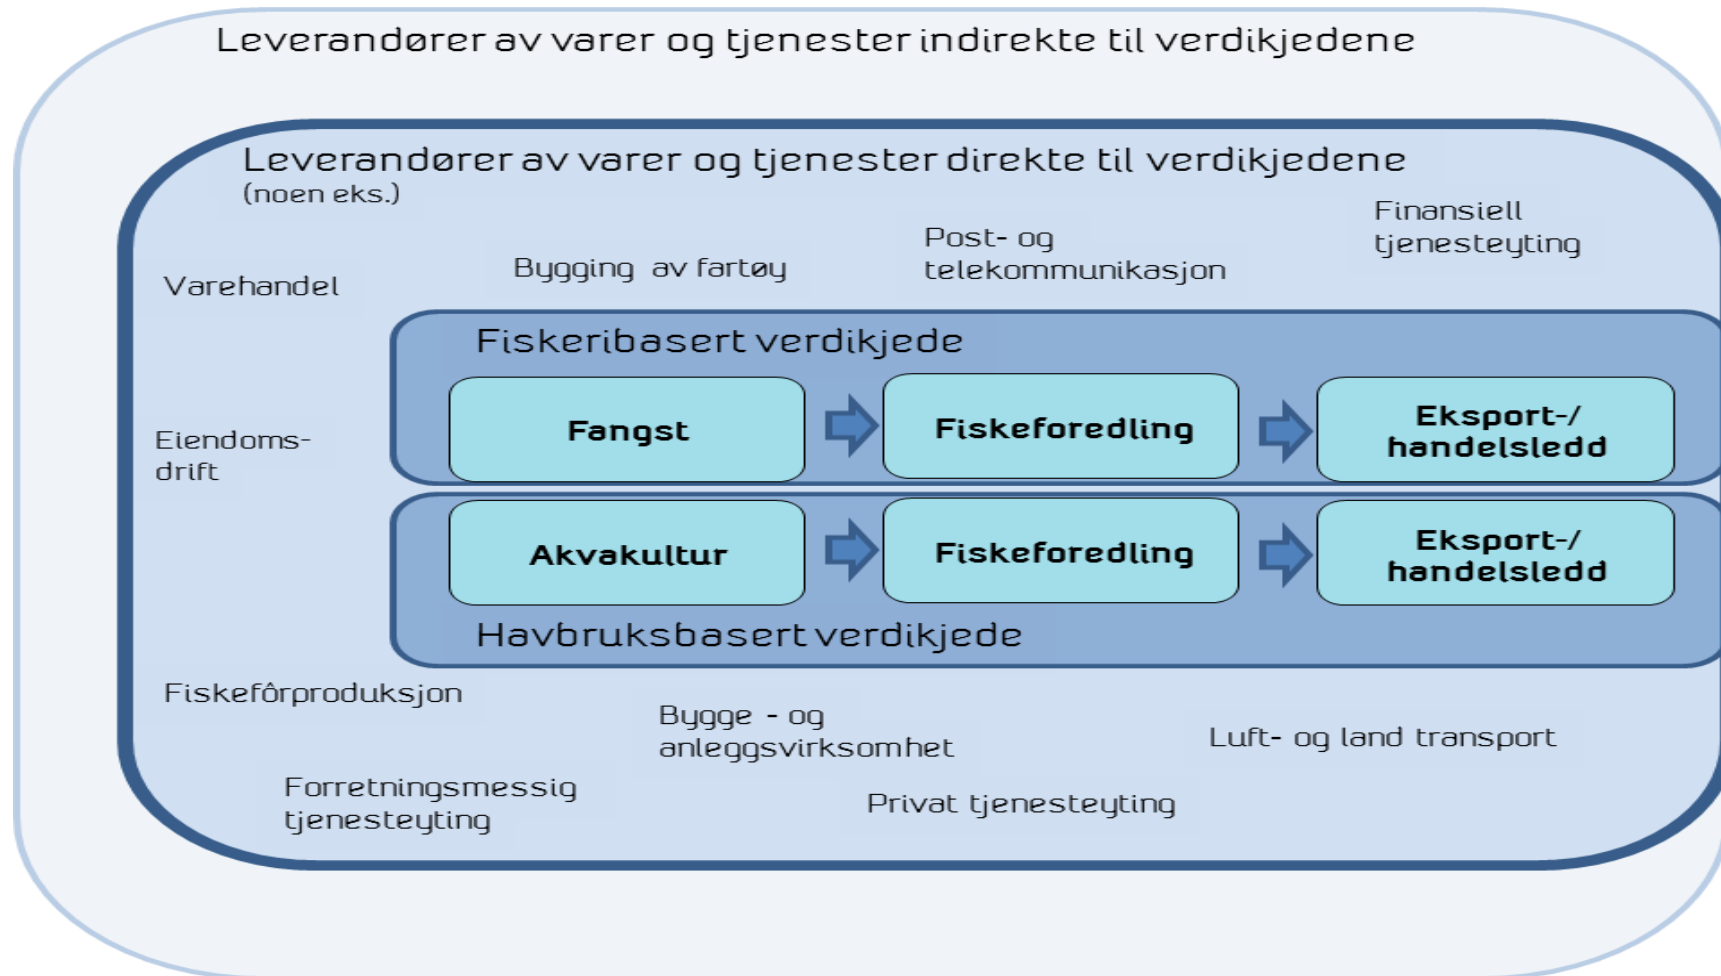 Leverandører av varer og tjenester indirekte til verdikjedene
Leverandører av varer og tjenester direkte til verdikjedene
(noen eks.)
Finansiell
tjenesteyting
Post- og
telekommunikasjon
Bygging av fartøy
Varehandel
Fiskeribasert verdikjede
Fangst
Fiskeforedling
Eksport-/
handelsledd
Eiendoms-
drift
Akvakultur
Fiskeforedling
Eksport-/
handelsledd
Havbruksbasert verdikjede
Fiskefôrproduksjon
Bygge - og
anleggsvirksomhet
Luft- og land transport
Forretningsmessig
tjenesteyting
Privat tjenesteyting